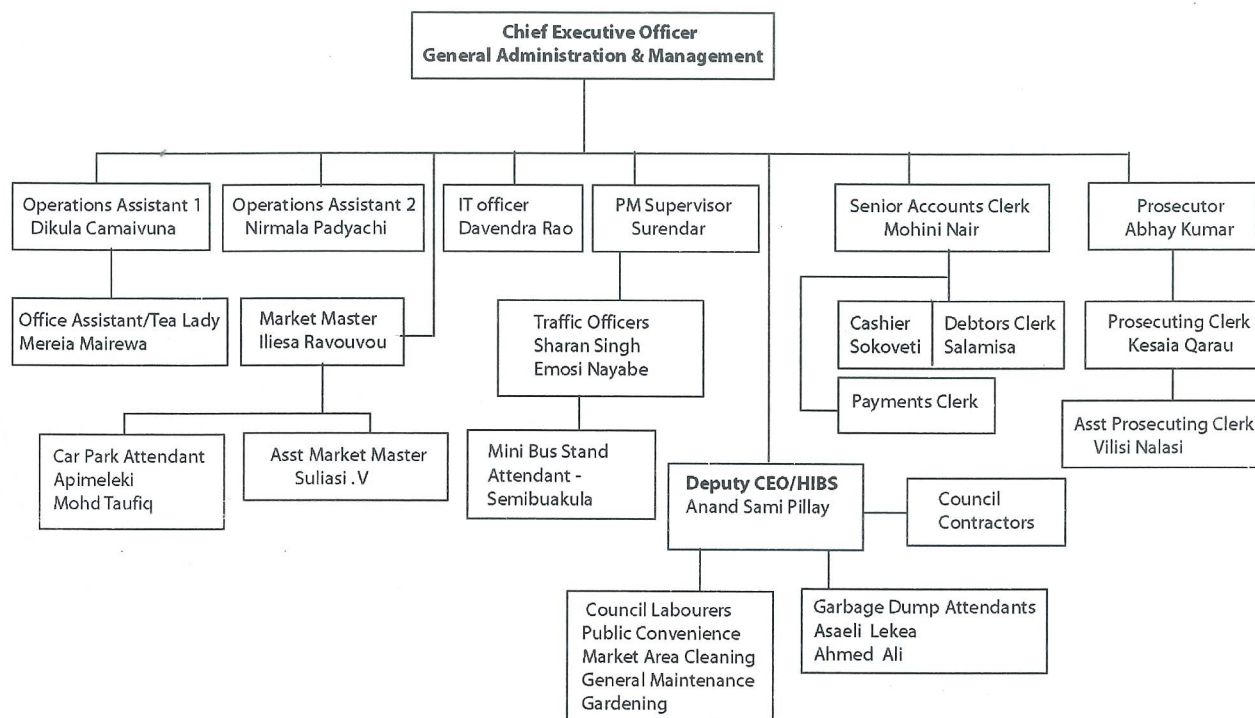 Chief Executive Officer
General Administration & Management
Operations Assistant 1
Dikula Camaivuna
Operations Assistant 2
Nirmala Padyachi
IT officer
Davendra Rao
PM Supervisor
Surendar
Senior Accounts Clerk
Mohini Nair
Prosecutor
Abhay Kumar
Office Assistant/Tea Lady
Mereia Mairewa
Market Master
Iliesa Ravouvou
Traffic Officers
Sharan Singh
Emosi Nayabe
Cashier
Sokoveti
Debtors Clerk
Salamisa
Prosecuting Clerk
Kesaia Qarau
Payments Clerk
Asst Prosecuting Clerk
Vilisi Nalasi
Car Park Attendant
Apimeleki
Mohd Taufiq
Asst Market Master
Suliasi .V
Mini Bus Stand
Attendant -
Semibuakula
Deputy CEO/HIBS
Anand Sami Pillay
Council
Contractors
Council Labourers
Public Convenience
Market Area Cleaning
General Maintenance
Gardening
Garbage Dump Attendants
Asaeli Lekea
Ahmed Ali